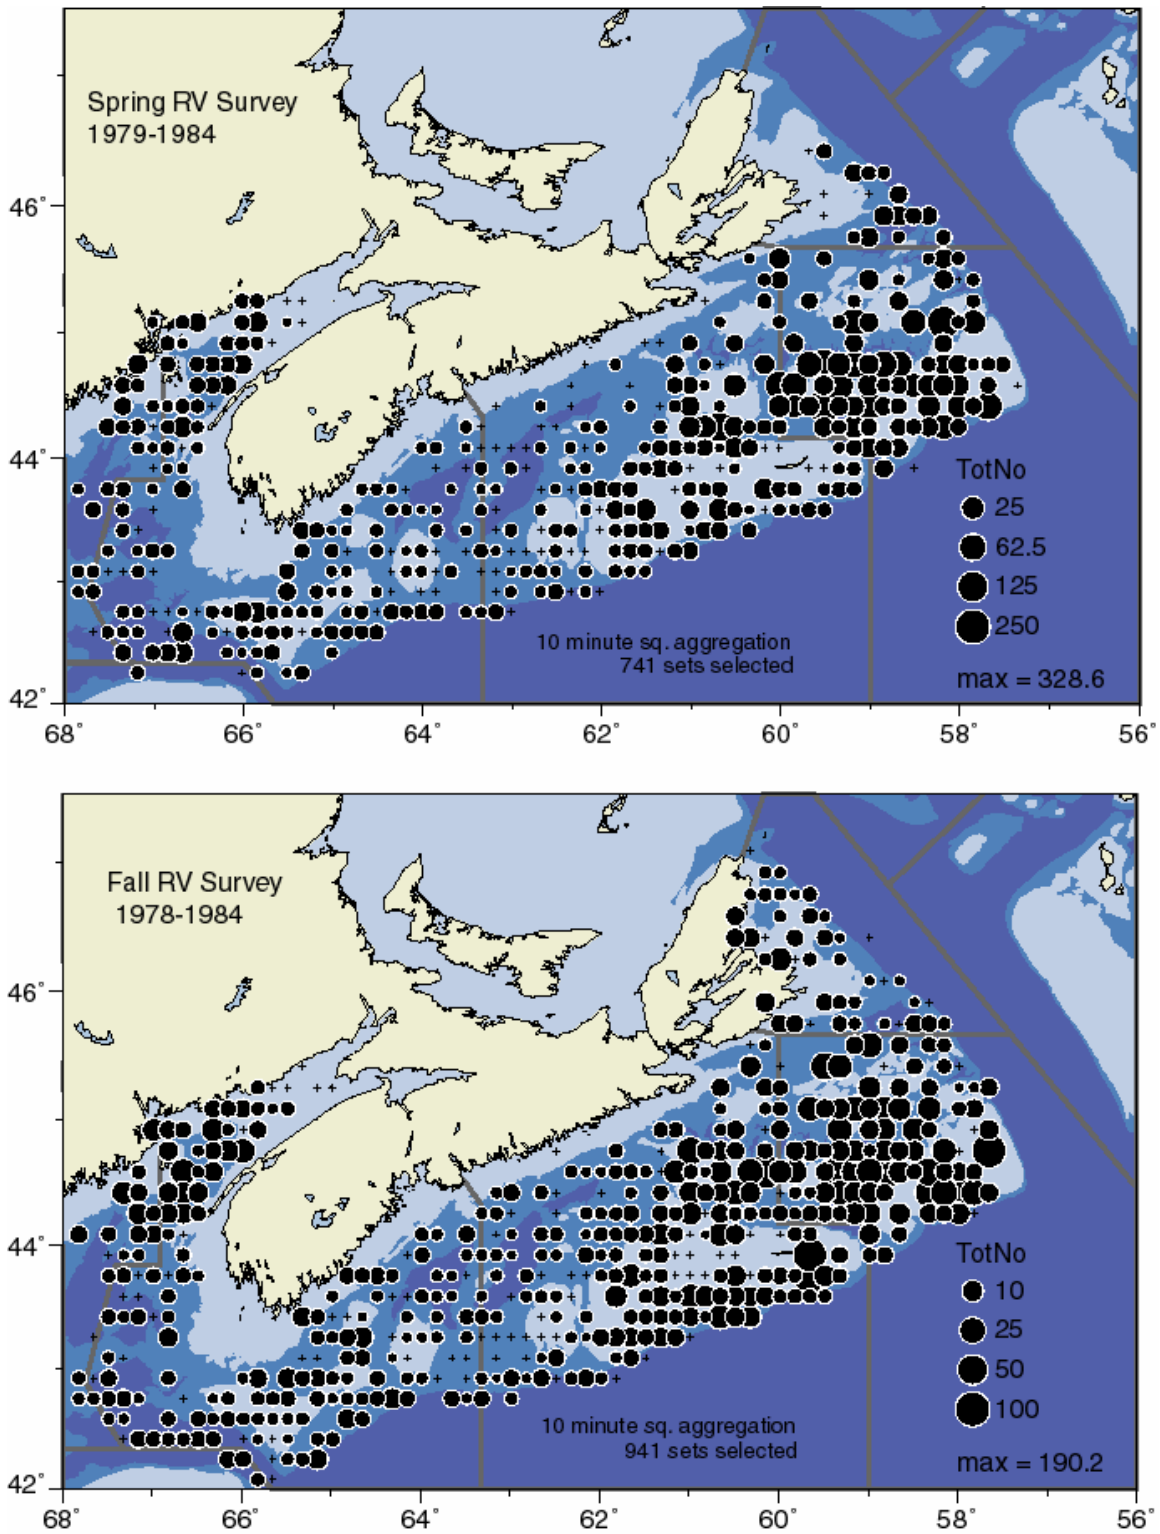 Spring RV Survey
1979-1984
46°
44°
TotNo
25
62.5
125
250
10 minute sq. aggregation
741 sets selected
max = 328.6
42°
68° 66° 64° 62° 60° 58° 56°
Fall RV Survey
1978-1984
46°
44°
TotNo
10
25
50
100
10 minute sq. aggregation
941 sets selected
max = 190.2
42°
68° 66° 64° 62° 60° 58° 56°